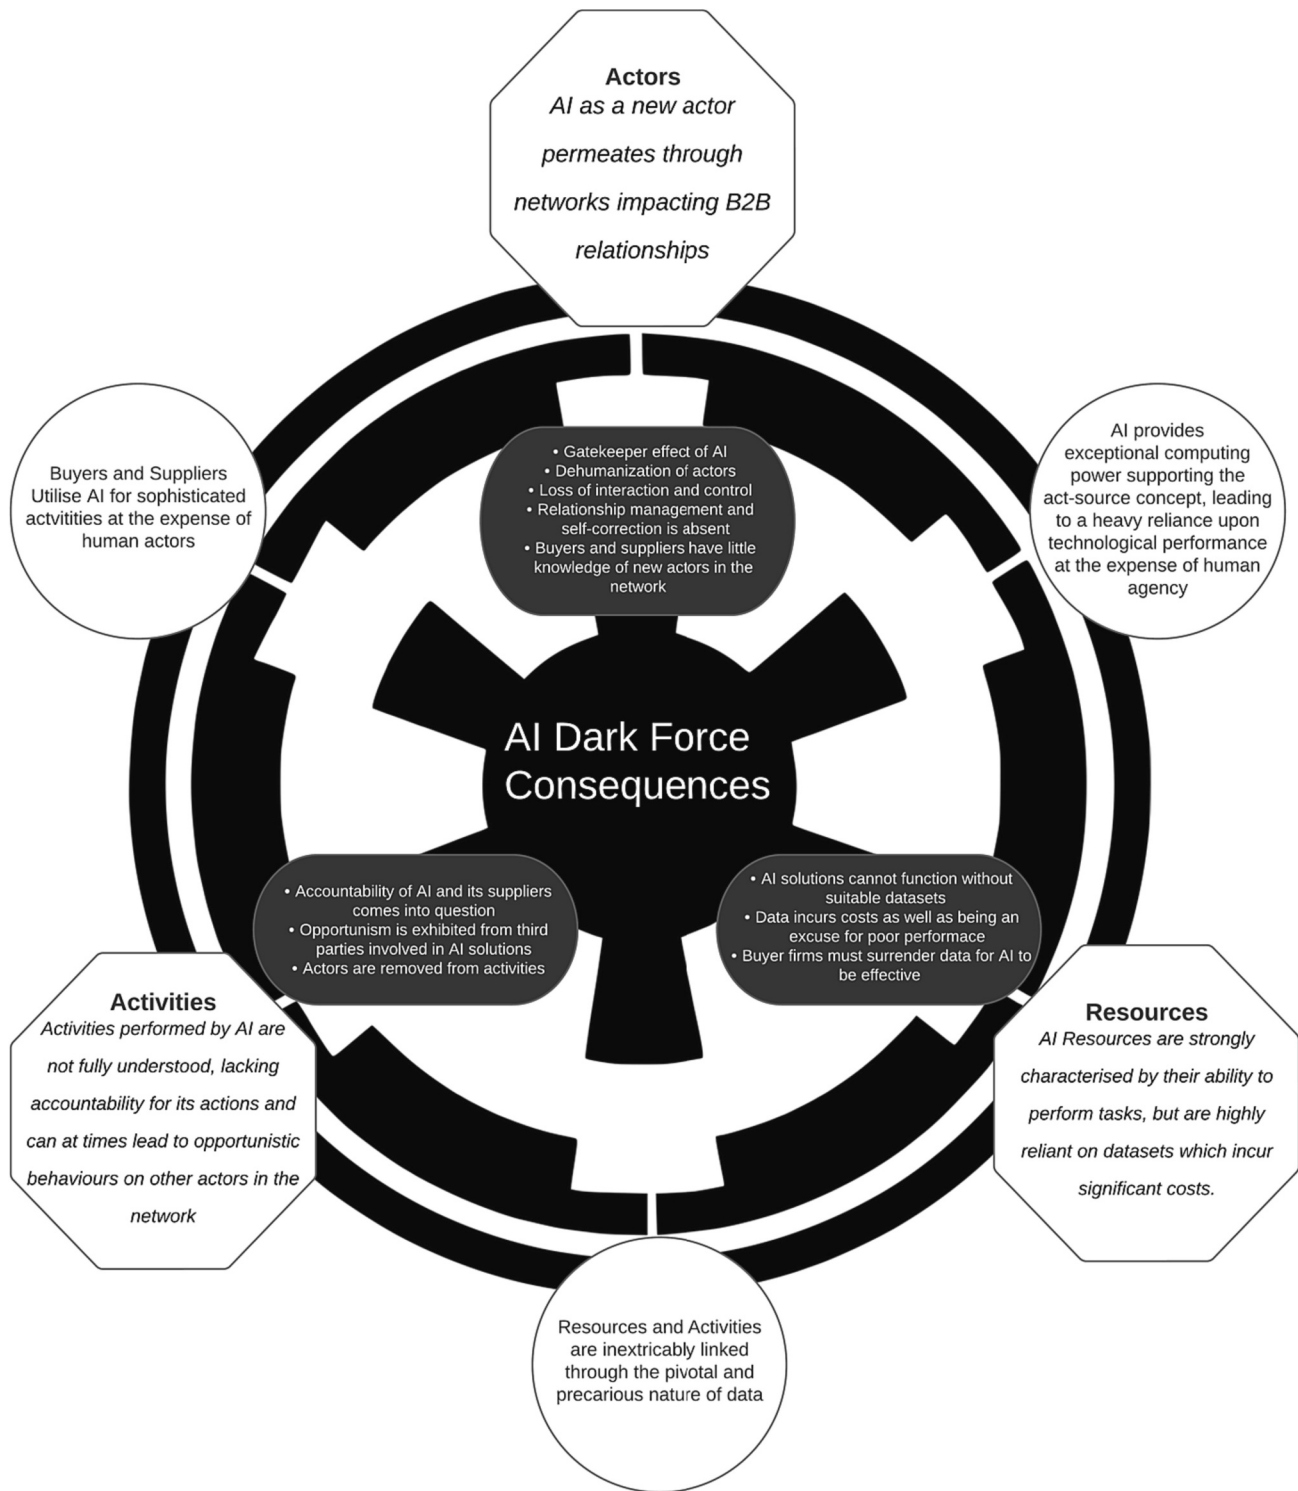 Actors
AI as a new actor
permeates through
networks impacting B2B
relationships
Buyers and Suppliers
Utilise AI for sophisticated
actvitities at the expense of
human actors
• Gatekeeper effect of AI
• Dehumanization of actors
• Loss of interaction and control
• Relationship management and
self-correction is absent
• Buyers and suppliers have little
knowledge of new actors in the
network
AI provides
exceptional computing
power supporting the
act-source concept, leading
to a heavy reliance upon
technological performance
at the expense of human
agency
AI Dark Force
Consequences
• Accountability of AI and its suppliers
comes into question
• Opportunism is exhibited from third
parties involved in AI solutions
• Actors are removed from activities
• AI solutions cannot function without
suitable datasets
• Data incurs costs as well as being an
excuse for poor performace
• Buyer firms must surrender data for AI to
be effective
Activities
Activities performed by AI are
not fully understood, lacking
accountability for its actions and
can at times lead to opportunistic
behaviours on other actors in the
network
Resources
AI Resources are strongly
characterised by their ability to
perform tasks, but are highly
reliant on datasets which incur
significant costs.
Resources and Activities
are inextricably linked
through the pivotal and
precarious nature of data